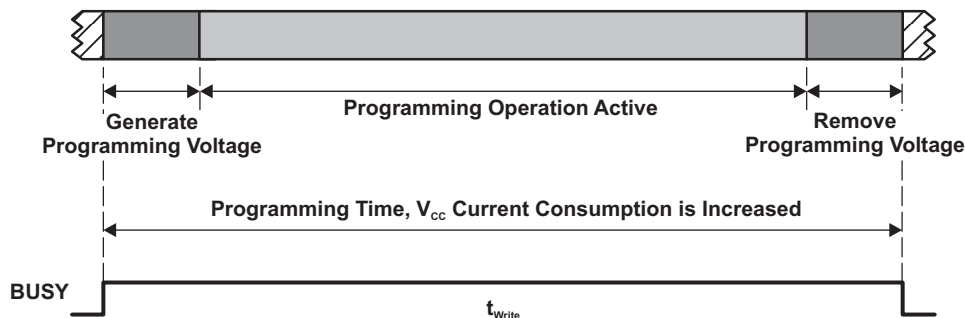 Programming Operation Active
Generate
Programming Voltage
Remove
Programming Voltage
Programming Time, Vcc Current Consumption is Increased
BUSY
tWrite